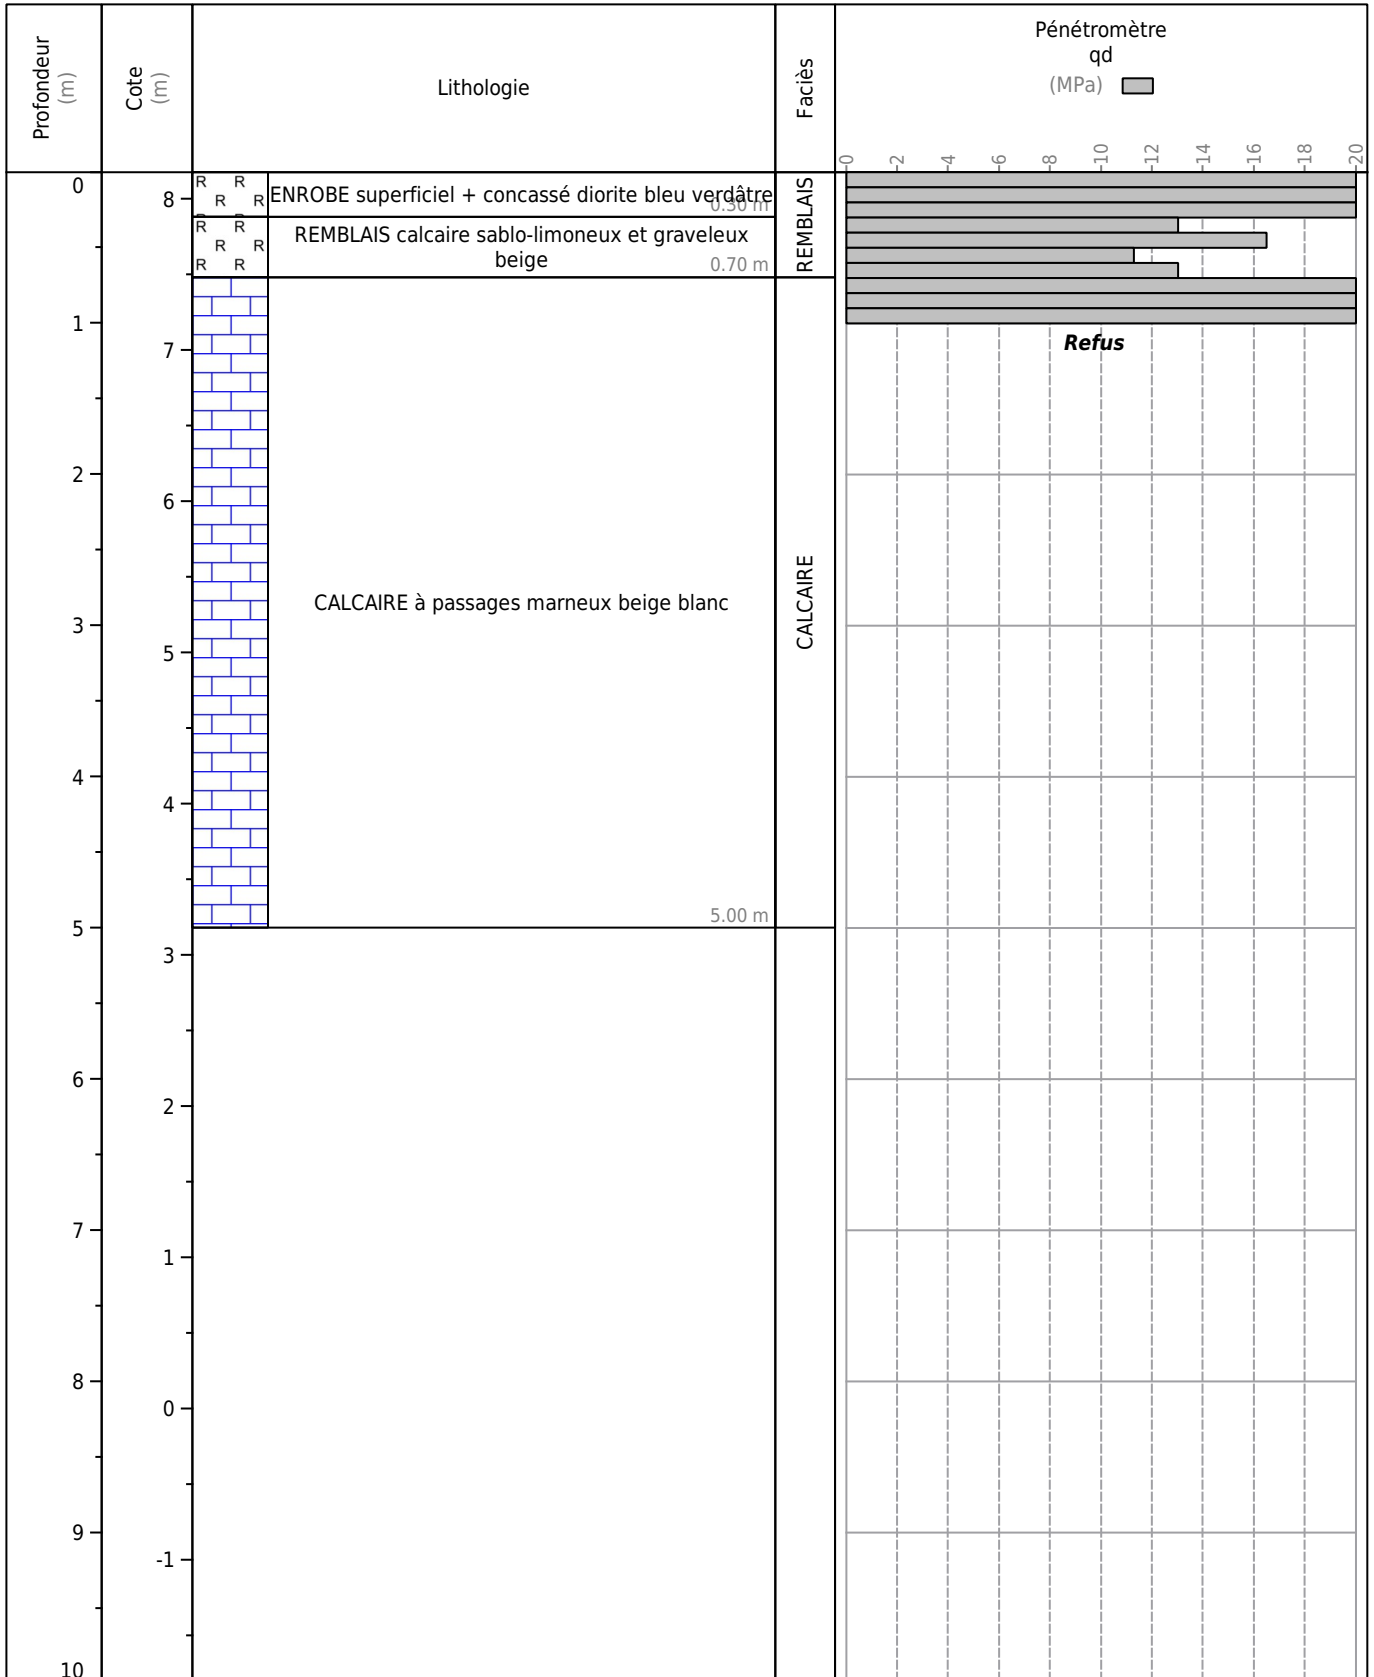 Profondeur
(m)
Cote
(m)
Lithologie
Faciès
Pénétromètre
qd
(MPa)
0 2 4 6 8 10 12 14 16 18 20
0
1
2
3
4
5
6
7
8
9
10
8
7
6
5
4
3
2
1
0
-1
R R
R R
R R
R R
R R
ENROBE superficiel + concassé diorite bleu verdâtre
0.30 m
REMBLAIS calcaire sablo-limoneux et graveleux
beige
0.70 m
REMBLAIS
Refus
CALCAIRE à passages marneux beige blanc
5.00 m
CALCAIRE